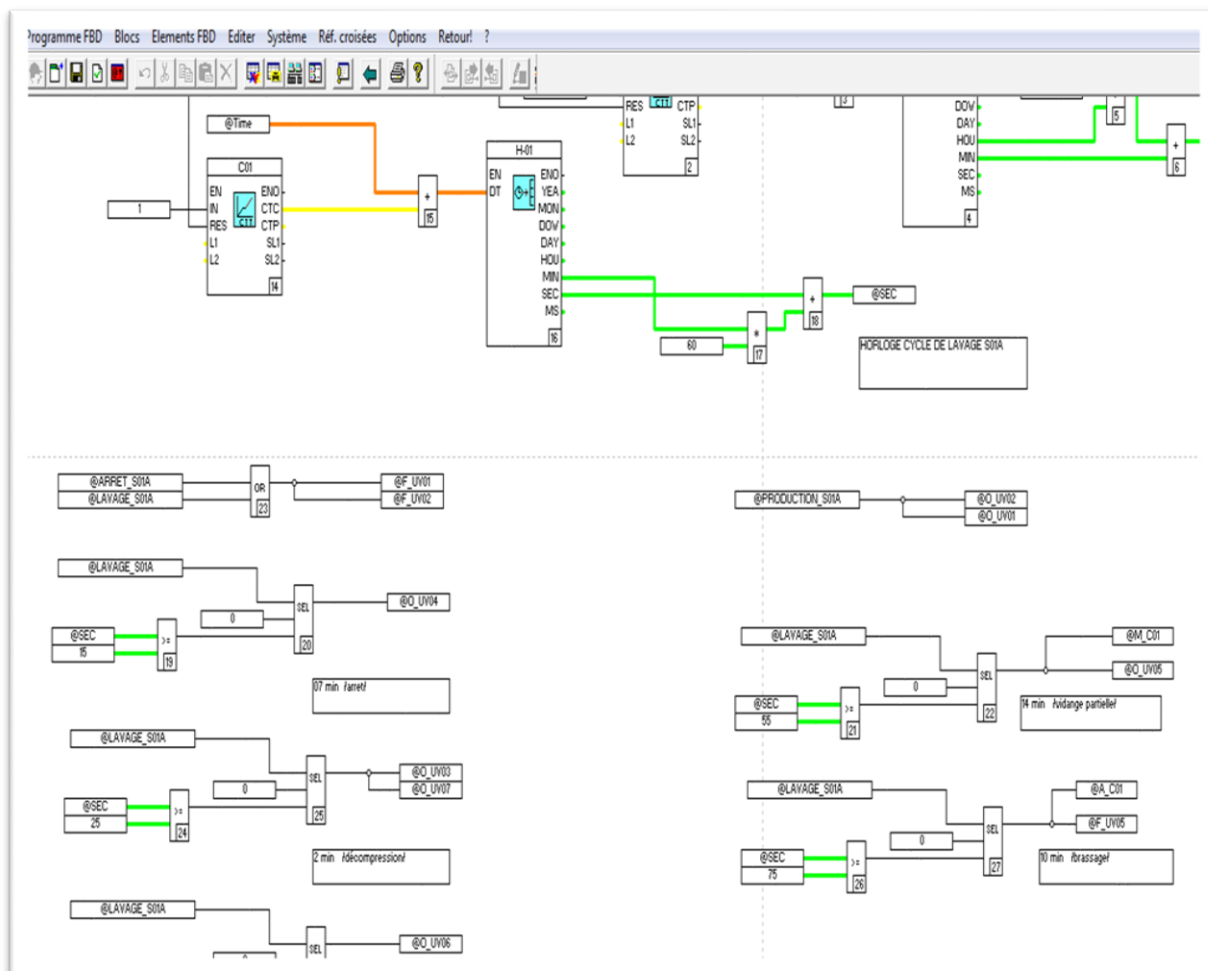 Programme FBD Blocs Elements FBD Editer Système Réf. croisées Options Retour! ?
RES CTP
L1 SL1
L2 SL2
2
3
DOW
DAY
HOU
MIN
SEC
MS
4
5
+
6
@Time
C01
EN ENO
IN CTC
RES CTP
L1 SL1
L2 SL2
CTT
14
1
+
15
H-01
EN ENO
DT YEA
MON
DOW
DAY
HOU
MIN
SEC
MS
16
60
*
17
+
18
@SEC
HORLOGE CYCLE DE LAVAGE S01A
@ARRET_S01A
@LAVAGE_S01A
OR
23
@F_UV01
@F_UV02
@PRODUCTION_S01A
@O_UV02
@O_UV01
@LAVAGE_S01A
0
SEL
20
@O_UV04
@SEC
15
>=
19
07 min /arret/
@LAVAGE_S01A
0
SEL
22
@M_C01
@O_UV05
@SEC
55
>=
21
14 min /vidange partielle/
@LAVAGE_S01A
0
SEL
25
@O_UV03
@O_UV07
@SEC
25
>=
24
2 min /décompression/
@LAVAGE_S01A
0
SEL
27
@A_C01
@F_UV05
@SEC
75
>=
26
10 min /brassage/
@LAVAGE_S01A
SEL
@O_UV06